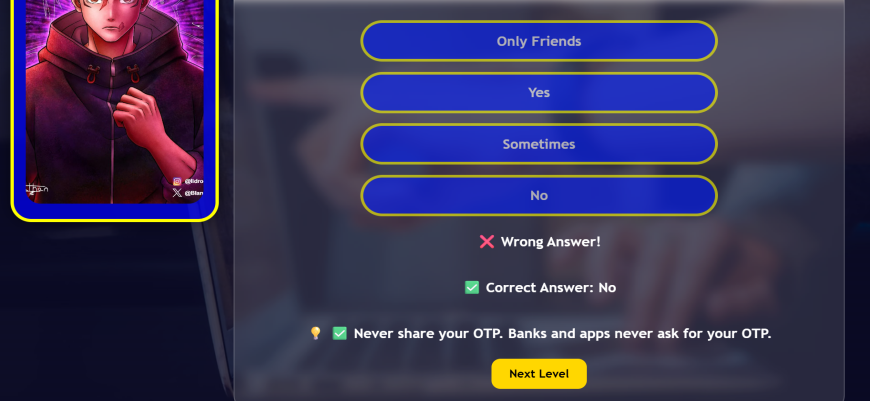 Only Friends
Yes
Sometimes
No
❌ Wrong Answer!
✅ Correct Answer: No
💡 ✅ Never share your OTP. Banks and apps never ask for your OTP.
Next Level